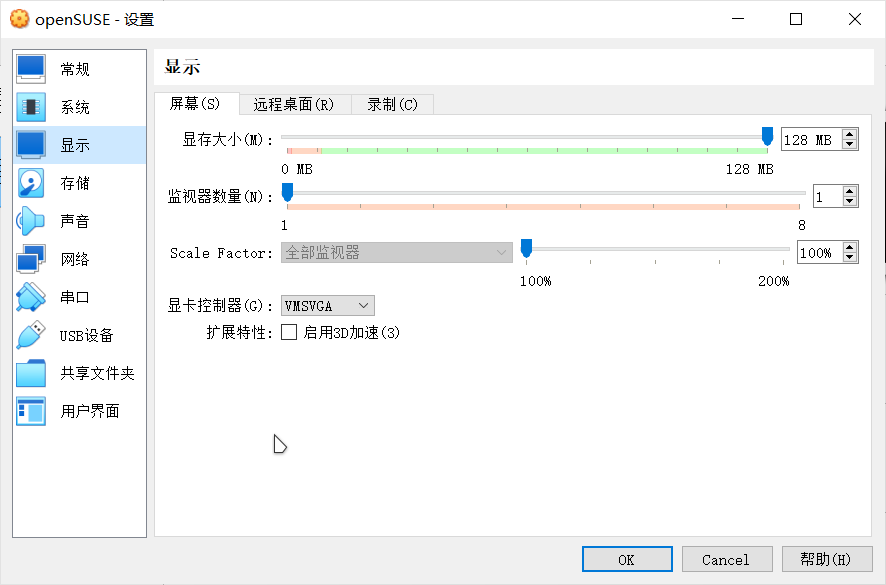 openSUSE - 设置
常规
系统
显示
存储
声音
网络
串口
USB设备
共享文件夹
用户界面
显示
屏幕(S)
远程桌面(R)
录制(C)
显存大小(M):
128 MB
0 MB
128 MB
监视器数量(N):
1
1
8
Scale Factor:
全部监视器
100%
100%
200%
显卡控制器(G):
VMSVGA
扩展特性:
启用3D加速(3)
OK
Cancel
帮助(H)